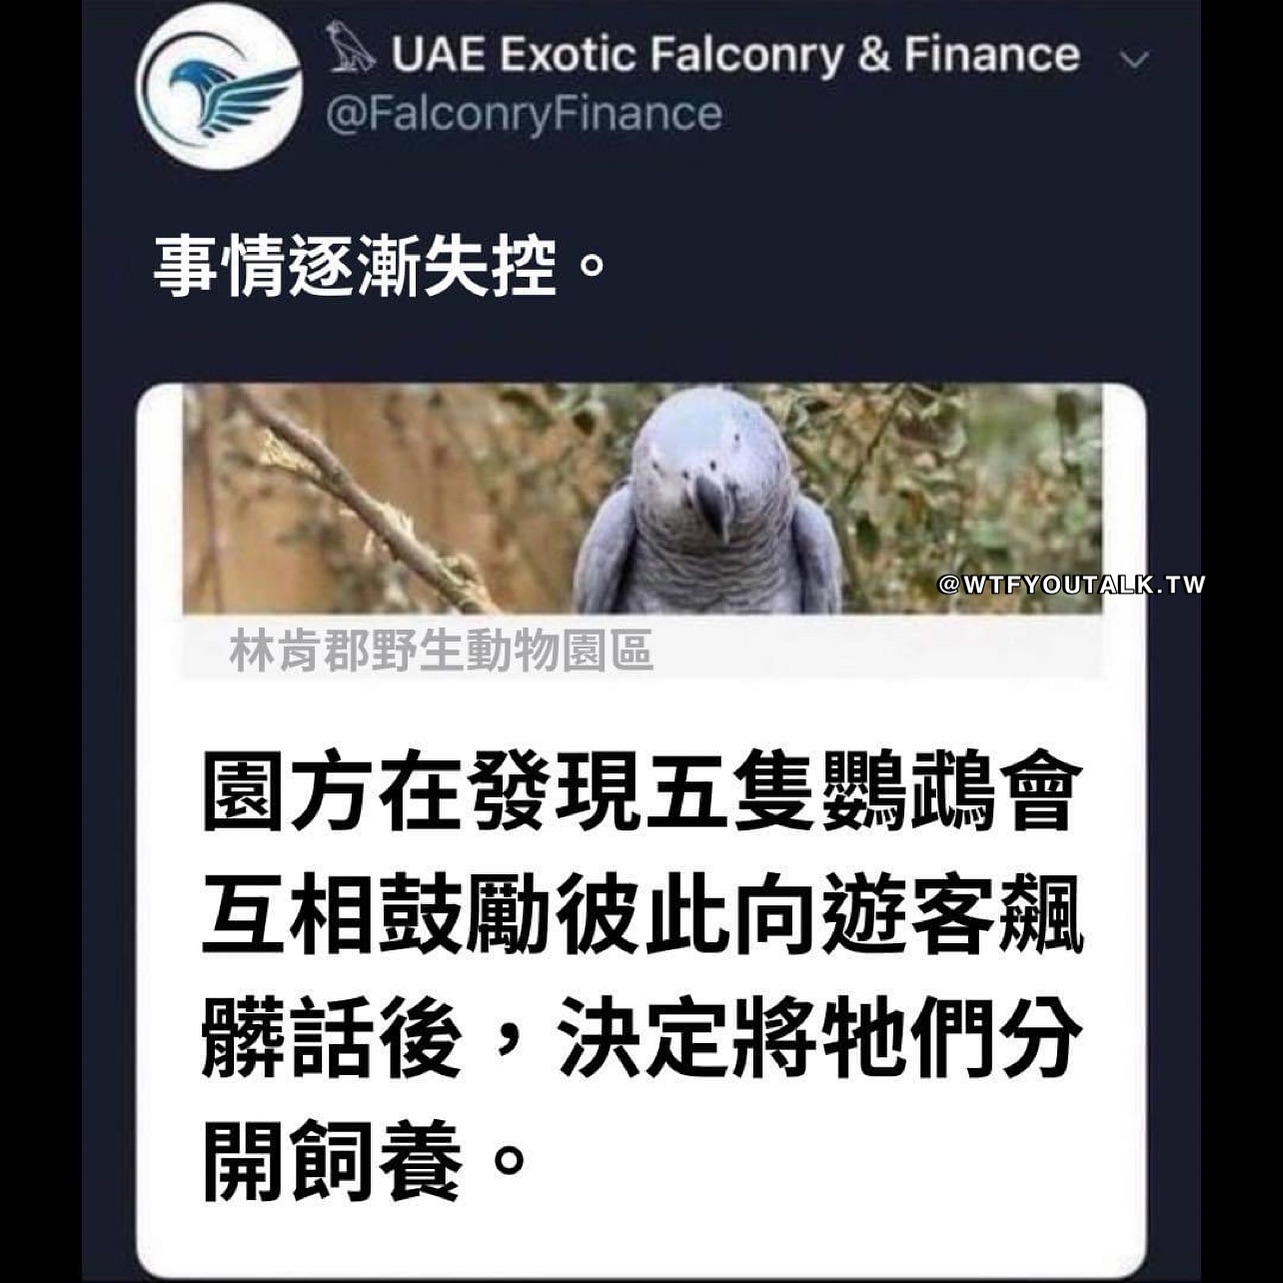 UAE Exotic Falconry & Finance
@FalconryFinance
事情逐漸失控。
@WTFYOUTALK.TW
林肯郡野生動物園區
園方在發現五隻鸚鵡會
互相鼓勵彼此向遊客飆
髒話後，決定將牠們分
開飼養。